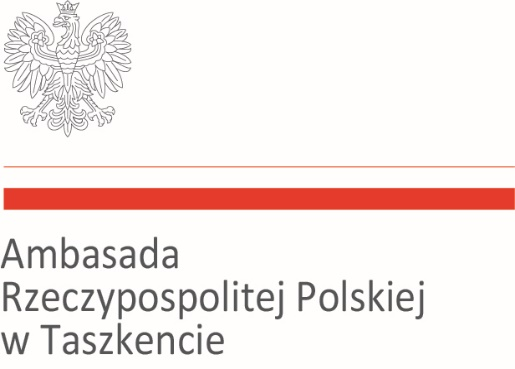 Ambasada
Rzeczypospolitej Polskiej
w Taszkencie